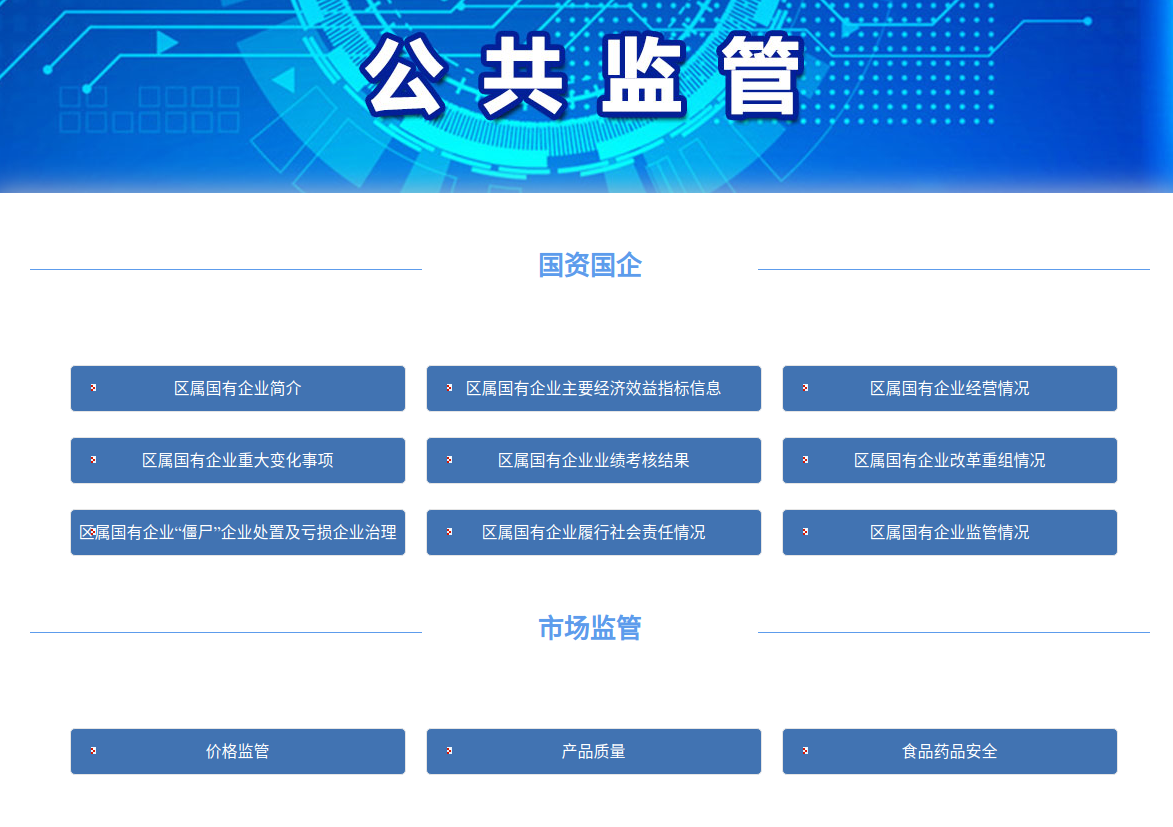 公共监管
国资国企
区属国有企业简介
区属国有企业主要经济效益指标信息
区属国有企业经营情况
区属国有企业重大变化事项
区属国有企业业绩考核结果
区属国有企业改革重组情况
区属国有企业“僵尸”企业处置及亏损企业治理
区属国有企业履行社会责任情况
区属国有企业监管情况
市场监管
价格监管
产品质量
食品药品安全